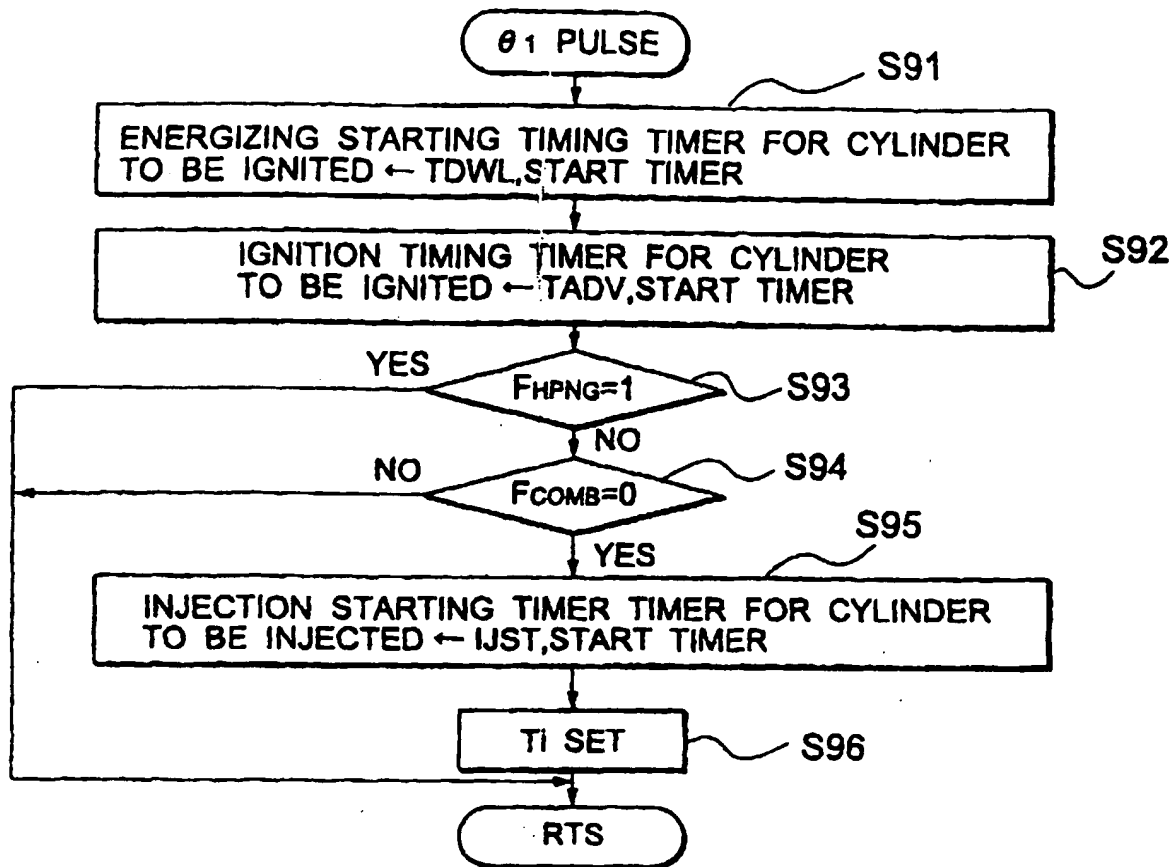 θ1 PULSE
S91
ENERGIZING STARTING TIMING TIMER FOR CYLINDER
TO BE IGNITED ← TDWL,START TIMER
IGNITION TIMING TIMER FOR CYLINDER
TO BE IGNITED ← TADV,START TIMER
S92
YES
FHPNG=1
S93
NO
NO
FCOMB=0
S94
YES
S95
INJECTION STARTING TIMER TIMER FOR CYLINDER
TO BE INJECTED ← IJST,START TIMER
TI SET
S96
RTS